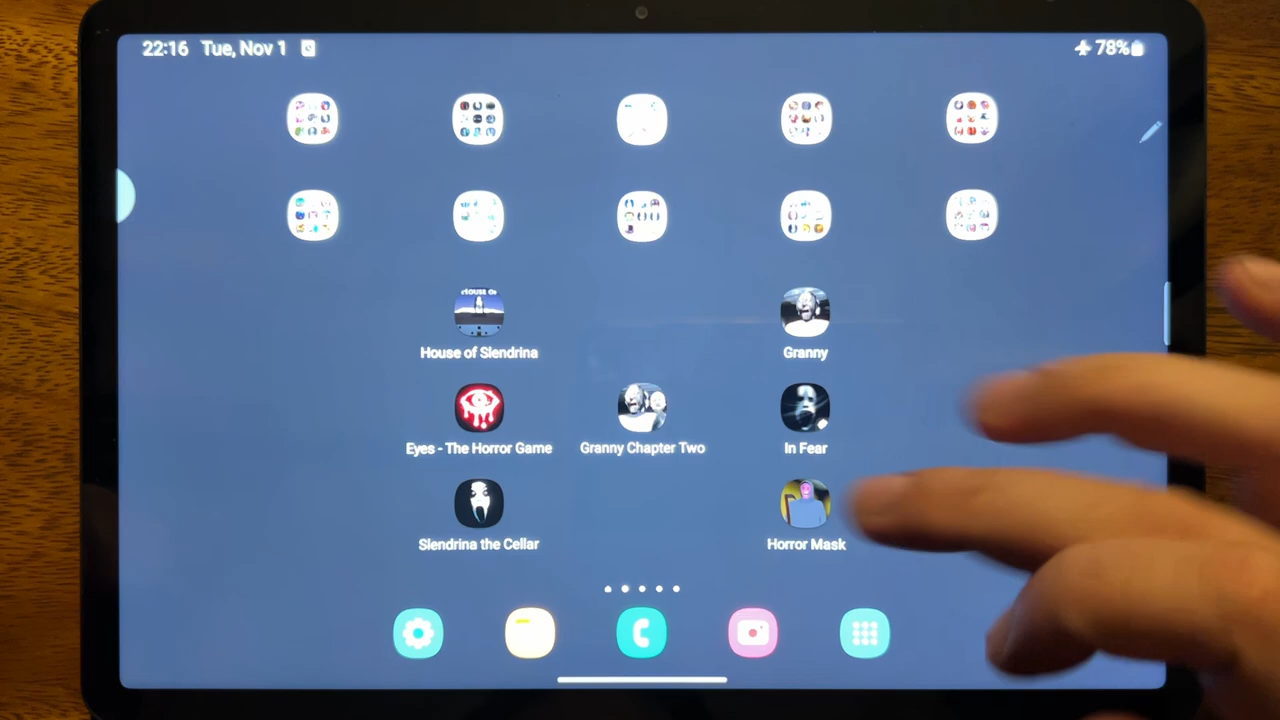 22:16 Tue, Nov 1
78%
House of Slendrina
Granny
Eyes - The Horror Game
Granny Chapter Two
In Fear
Slendrina the Cellar
Horror Mask